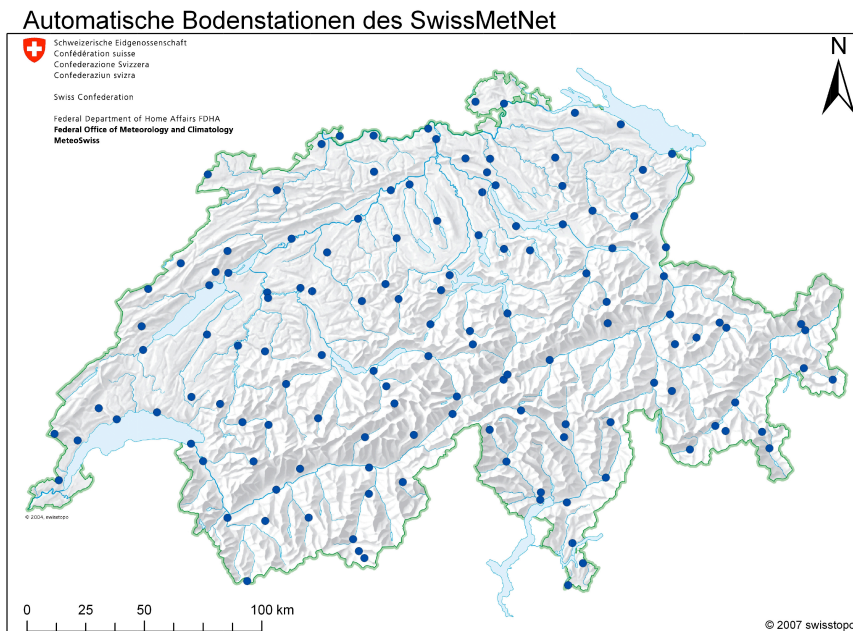 Automatische Bodenstationen des SwissMetNet
Schweizerische Eidgenossenschaft
Confédération suisse
Confederazione Svizzera
Confederaziun svizra
Swiss Confederation
Federal Department of Home Affairs FDHA
Federal Office of Meteorology and Climatology
MeteoSwiss
N
© 2004, swisstopo
0 25 50 100 km
© 2007 swisstopo